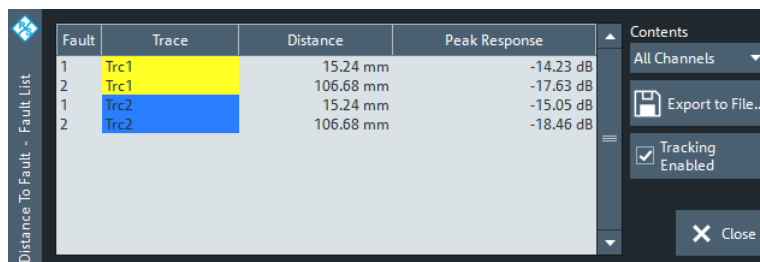 Distance To Fault - Fault List
Fault Trace Distance Peak Response
1 Trc1 15.24 mm -14.23 dB
2 Trc1 106.68 mm -17.63 dB
1 Trc2 15.24 mm -15.05 dB
2 Trc2 106.68 mm -18.46 dB
Contents
All Channels
Export to File..
Tracking
Enabled
Close